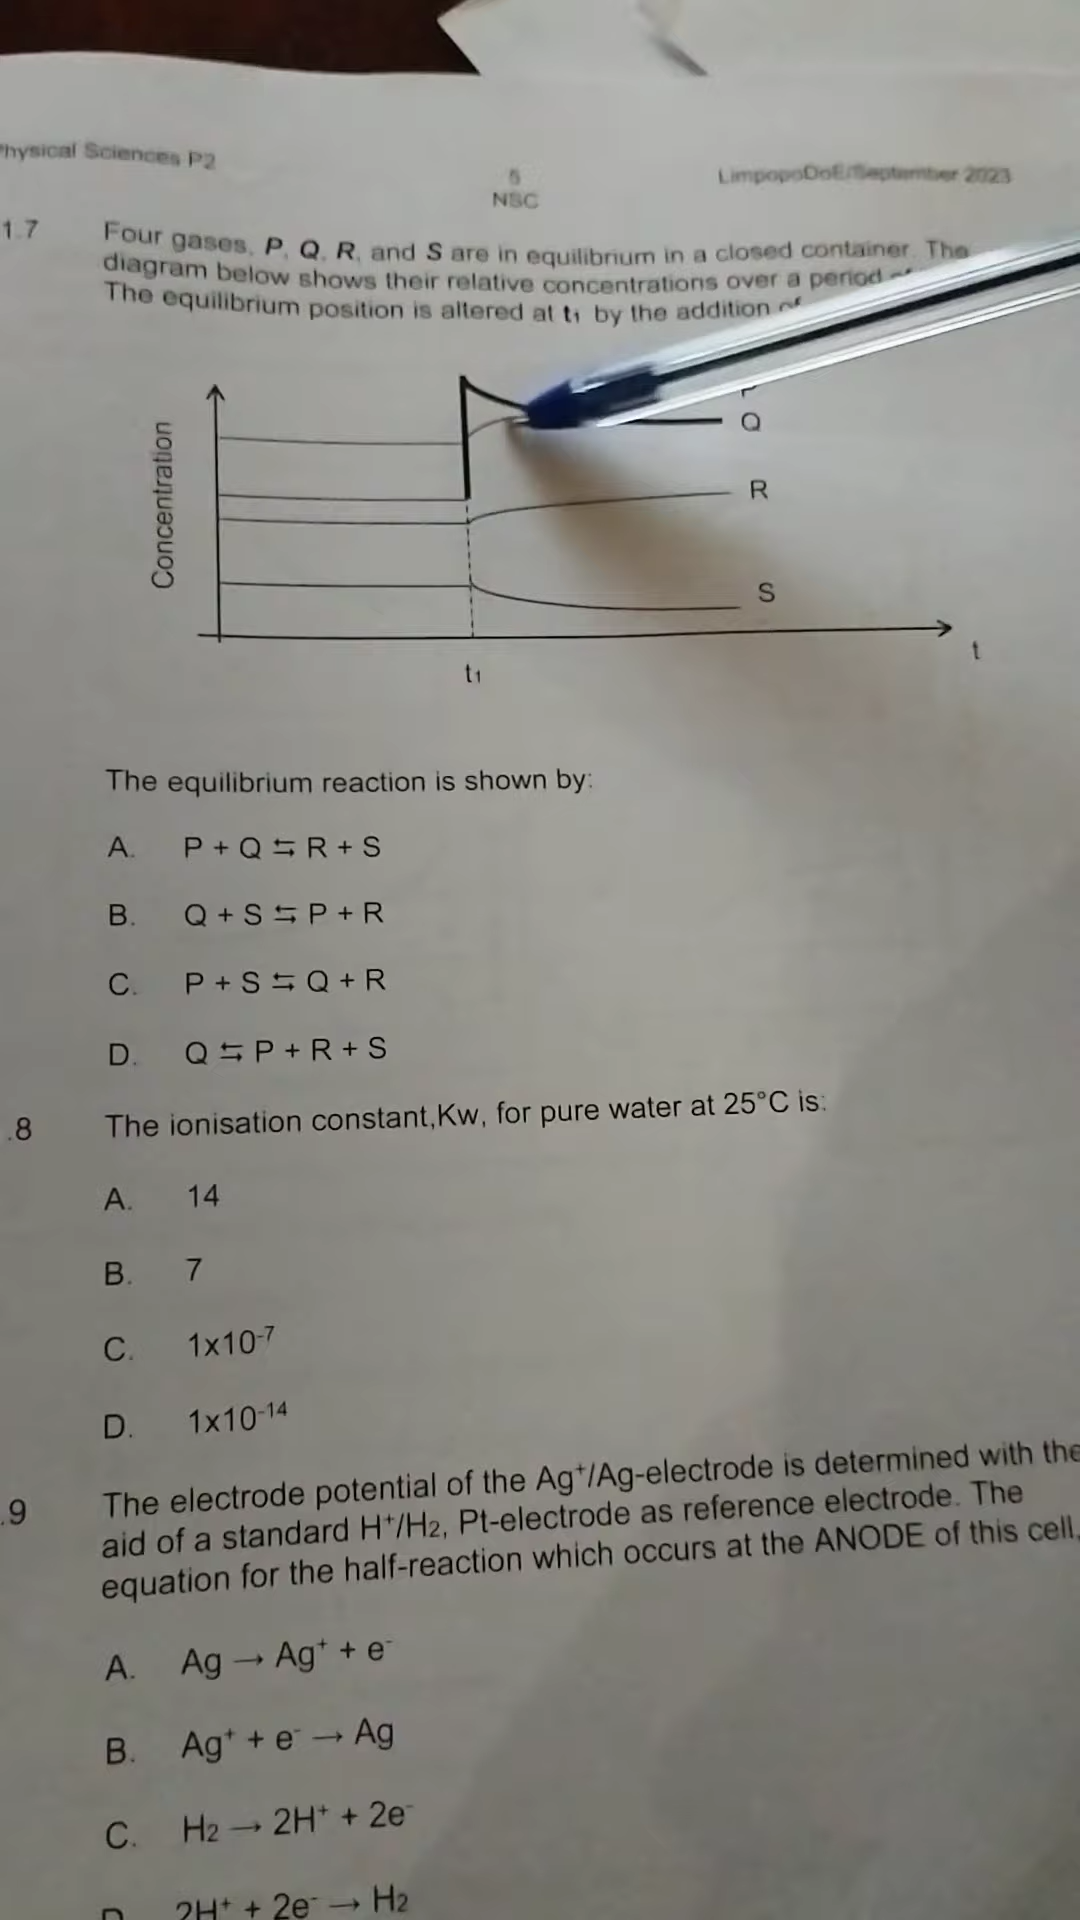 Physical Sciences P2
5
NSC
LimpopoDoE/September 2023
1.7 Four gases, P, Q, R, and S are in equilibrium in a closed container. The
diagram below shows their relative concentrations over a period
The equilibrium position is altered at t₁ by the addition of
Concentration
Q
R
S
t
t₁
The equilibrium reaction is shown by:
A. P + Q ⇆ R + S
B. Q + S ⇆ P + R
C. P + S ⇆ Q + R
D. Q ⇆ P + R + S
.8 The ionisation constant,Kw, for pure water at 25°C is:
A. 14
B. 7
C. 1x10⁻⁷
D. 1x10⁻¹⁴
.9 The electrode potential of the Ag⁺/Ag-electrode is determined with the
aid of a standard H⁺/H₂, Pt-electrode as reference electrode. The
equation for the half-reaction which occurs at the ANODE of this cell
A. Ag → Ag⁺ + e⁻
B. Ag⁺ + e⁻ → Ag
C. H₂ → 2H⁺ + 2e⁻
D. 2H⁺ + 2e⁻ → H₂